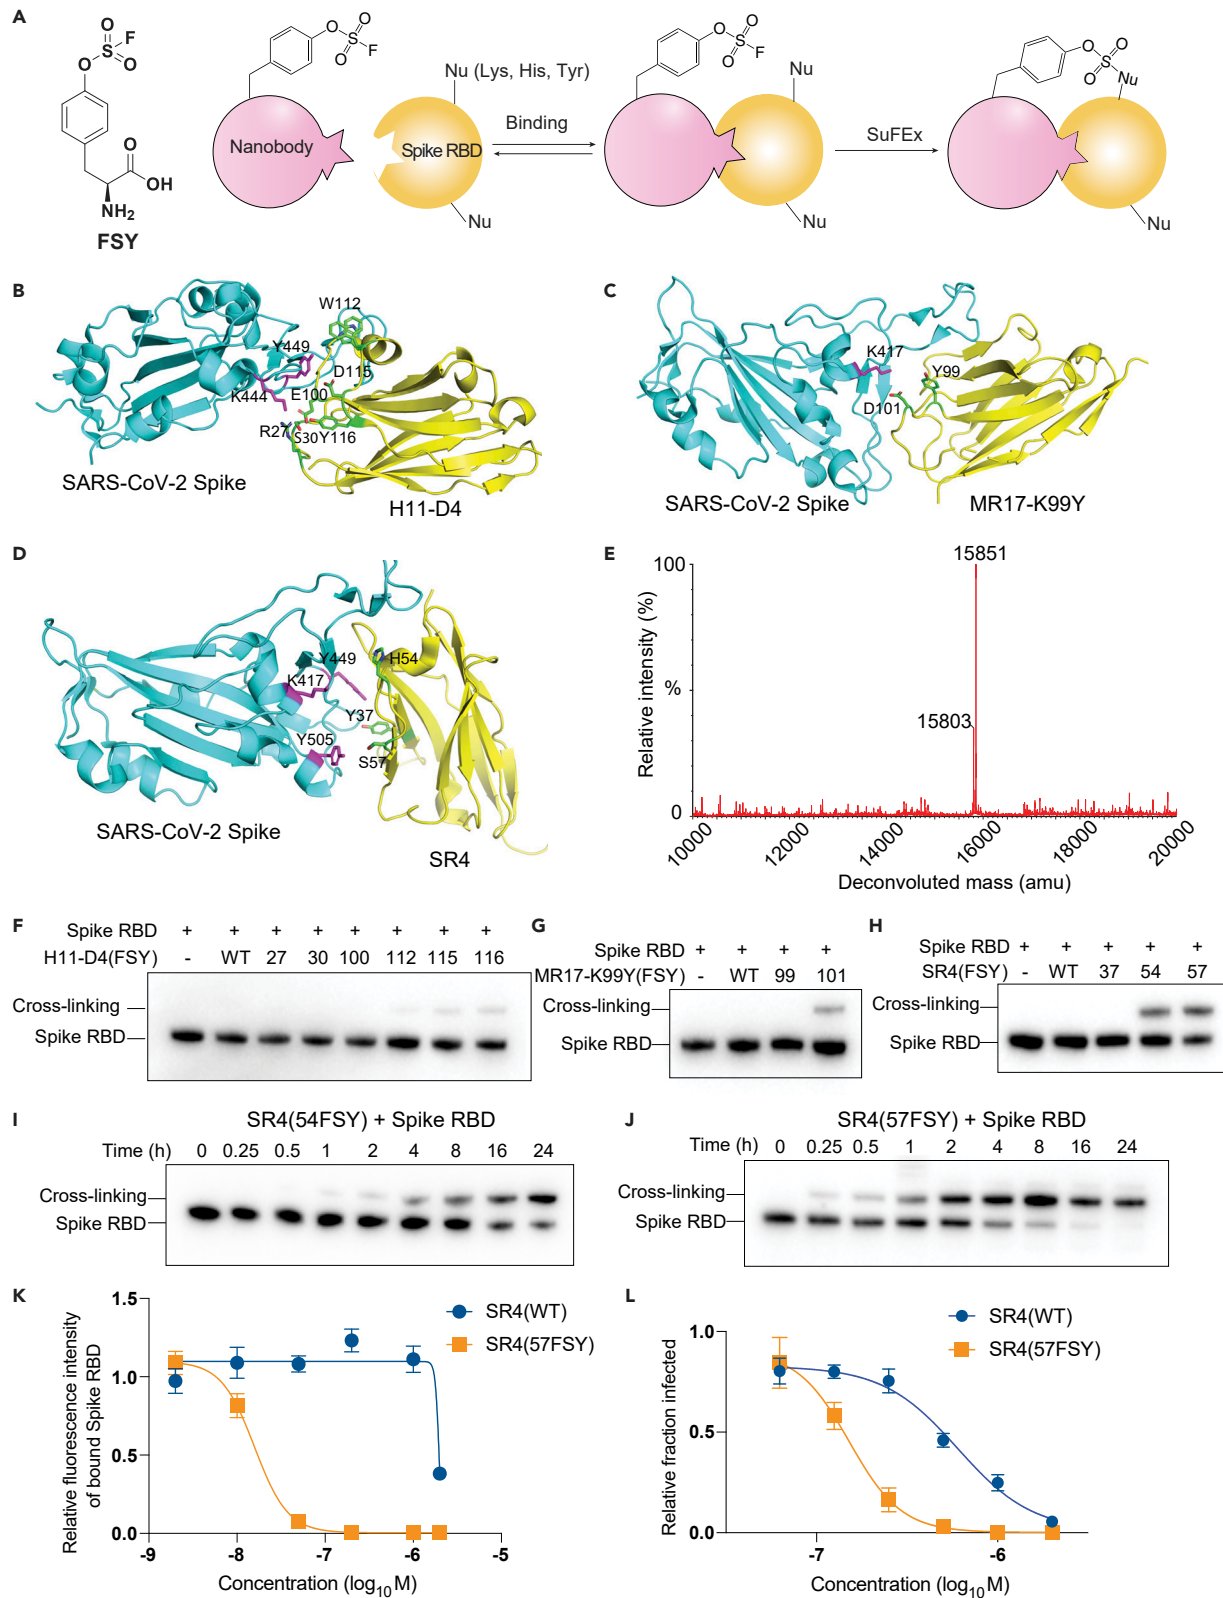 A
FSY
O
S
F
O
O
O
OH
NH2
Nanobody
O
O
S
F
O
Nu (Lys, His, Tyr)
Spike RBD
Nu
Binding
O
O
S
F
O
Nu
Nu
SuFEx
O
O
S
O
Nu
Nu
B
W112
Y449
D115
K444
E100
R27
S30
Y116
SARS-CoV-2 Spike
H11-D4
C
K417
Y99
D101
SARS-CoV-2 Spike
MR17-K99Y
D
Y449
H54
K417
Y37
Y505
S57
SARS-CoV-2 Spike
SR4
E
15851
100
15803
%
0
Relative intensity (%)
10000 12000 14000 16000 18000 20000
Deconvoluted mass (amu)
F
Spike RBD + + + + + + + +
H11-D4(FSY) - WT 27 30 100 112 115 116
Cross-linking
Spike RBD
G
Spike RBD + + + +
MR17-K99Y(FSY) - WT 99 101
Cross-linking
Spike RBD
H
Spike RBD + + + + +
SR4(FSY) - WT 37 54 57
Cross-linking
Spike RBD
I
SR4(54FSY) + Spike RBD
Time (h) 0 0.25 0.5 1 2 4 8 16 24
Cross-linking
Spike RBD
J
SR4(57FSY) + Spike RBD
Time (h) 0 0.25 0.5 1 2 4 8 16 24
Cross-linking
Spike RBD
K
SR4(WT)
SR4(57FSY)
1.5
1.0
0.5
0.0
Relative fluorescence intensity
of bound Spike RBD
-9 -8 -7 -6 -5
Concentration (log10 M)
L
SR4(WT)
SR4(57FSY)
1.0
0.5
0.0
Relative fraction infected
-7 -6
Concentration (log10 M)